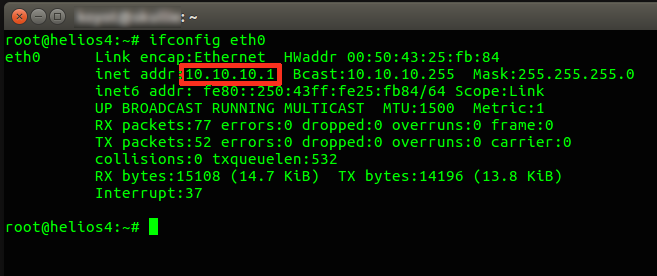 : ~
root@helios4:~# ifconfig eth0
eth0      Link encap:Ethernet  HWaddr 00:50:43:25:fb:84
          inet addr:10.10.10.1  Bcast:10.10.10.255  Mask:255.255.255.0
          inet6 addr: fe80::250:43ff:fe25:fb84/64 Scope:Link
          UP BROADCAST RUNNING MULTICAST  MTU:1500  Metric:1
          RX packets:77 errors:0 dropped:0 overruns:0 frame:0
          TX packets:52 errors:0 dropped:0 overruns:0 carrier:0
          collisions:0 txqueuelen:532
          RX bytes:15108 (14.7 KiB)  TX bytes:14196 (13.8 KiB)
          Interrupt:37
root@helios4:~#